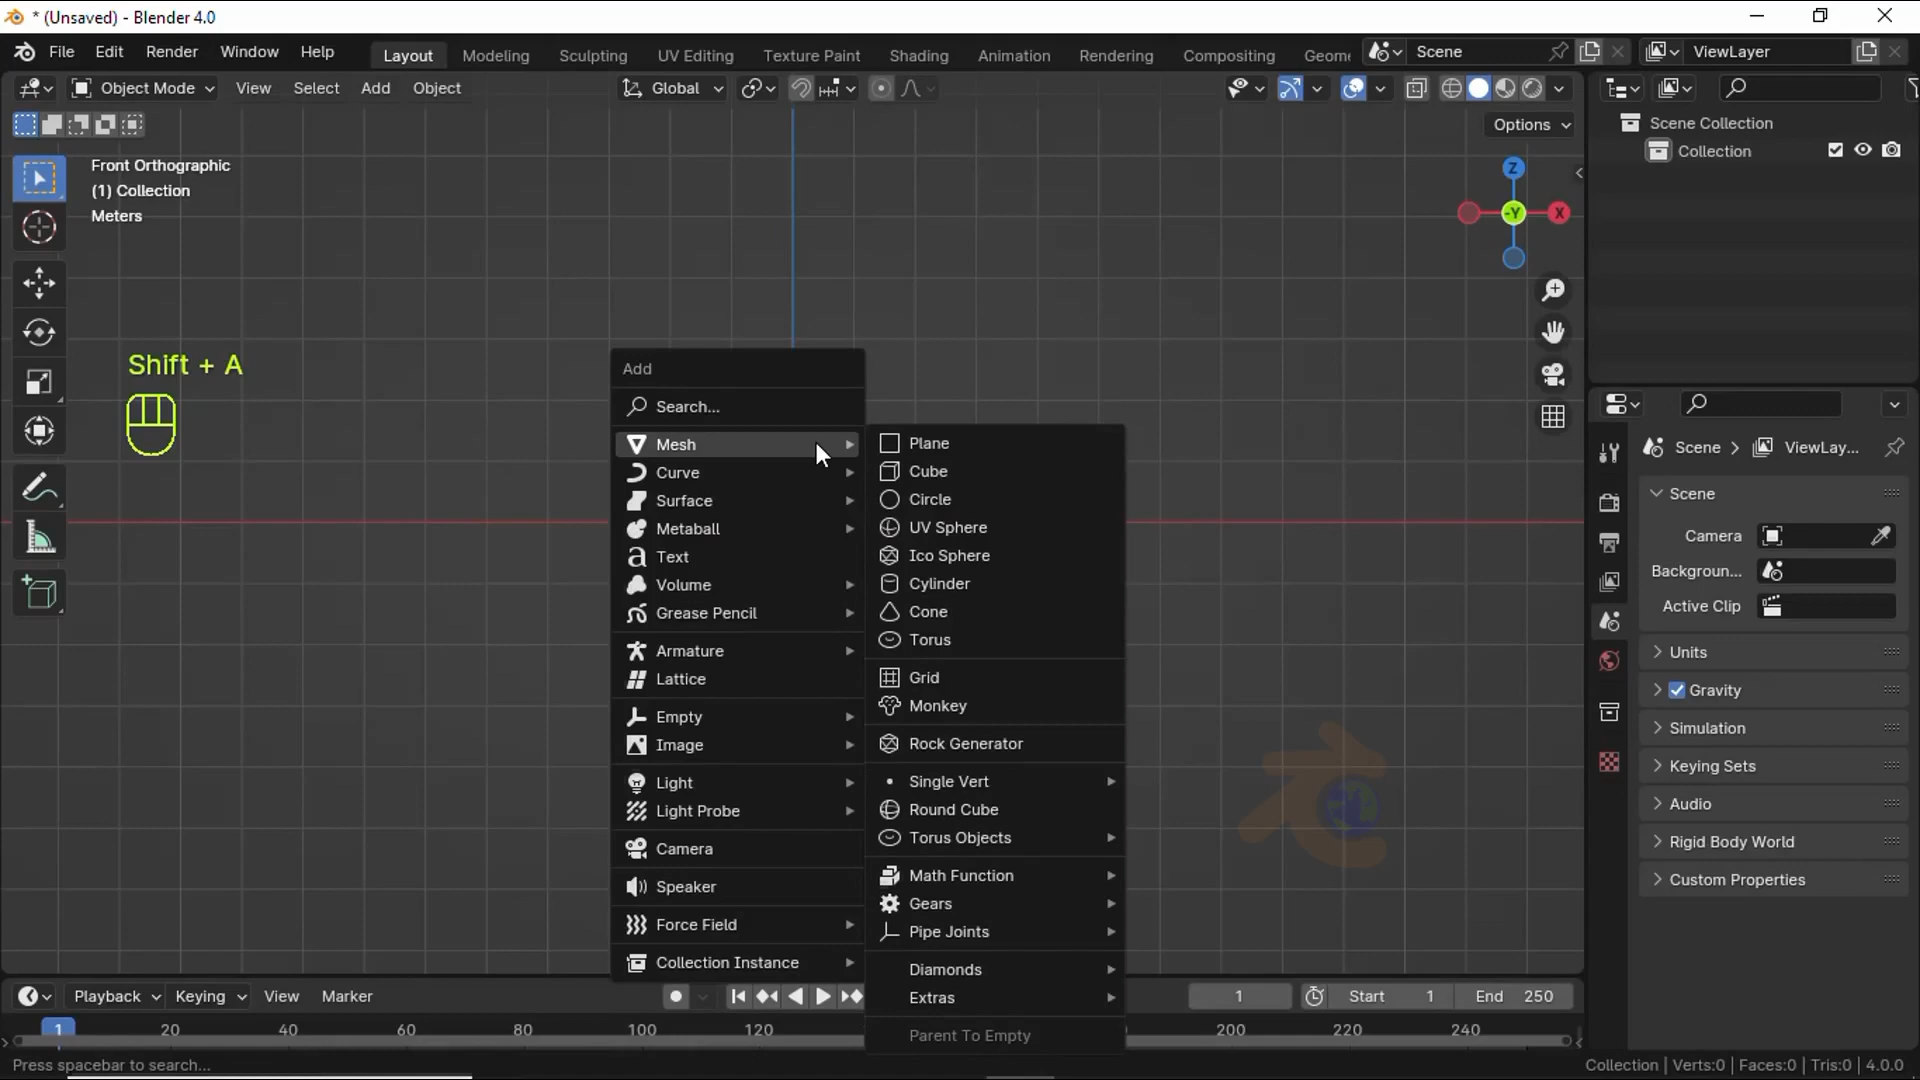 * (Unsaved) - Blender 4.0
File Edit Render Window Help Layout Modeling Sculpting UV Editing Texture Paint Shading Animation Rendering Compositing Geome Scene ViewLayer
Object Mode View Select Add Object Global
Options
Front Orthographic
(1) Collection
Meters
Z
-Y X
Scene Collection
Collection
Shift + A
Add
Search...
Mesh
Curve
Surface
Metaball
Text
Volume
Grease Pencil
Armature
Lattice
Empty
Image
Light
Light Probe
Camera
Speaker
Force Field
Collection Instance
Plane
Cube
Circle
UV Sphere
Ico Sphere
Cylinder
Cone
Torus
Grid
Monkey
Rock Generator
Single Vert
Round Cube
Torus Objects
Math Function
Gears
Pipe Joints
Diamonds
Extras
Parent To Empty
Scene ViewLay...
Scene
Camera
Backgroun...
Active Clip
Units
Gravity
Simulation
Keying Sets
Audio
Rigid Body World
Custom Properties
Playback Keying View Marker 1 Start 1 End 250
1 20 40 60 80 100 120 200 220 240
Press spacebar to search... Collection | Verts:0 | Faces:0 | Tris:0 | 4.0.0